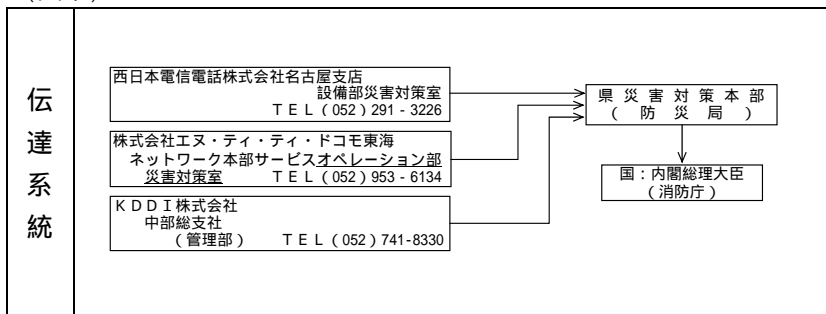 伝達系統
西日本電信電話株式会社名古屋支店
設備部災害対策室
ＴＥＬ(052)291-3226
株式会社エヌ・ティ・ティ・ドコモ東海
ネットワーク本部サービスオペレーション部
災害対策室 ＴＥＬ(052)953-6134
ＫＤＤＩ株式会社
中部総支社
(管理部) ＴＥＬ(052)741-8330
県災害対策本部
(防災局)
国：内閣総理大臣
(消防庁)